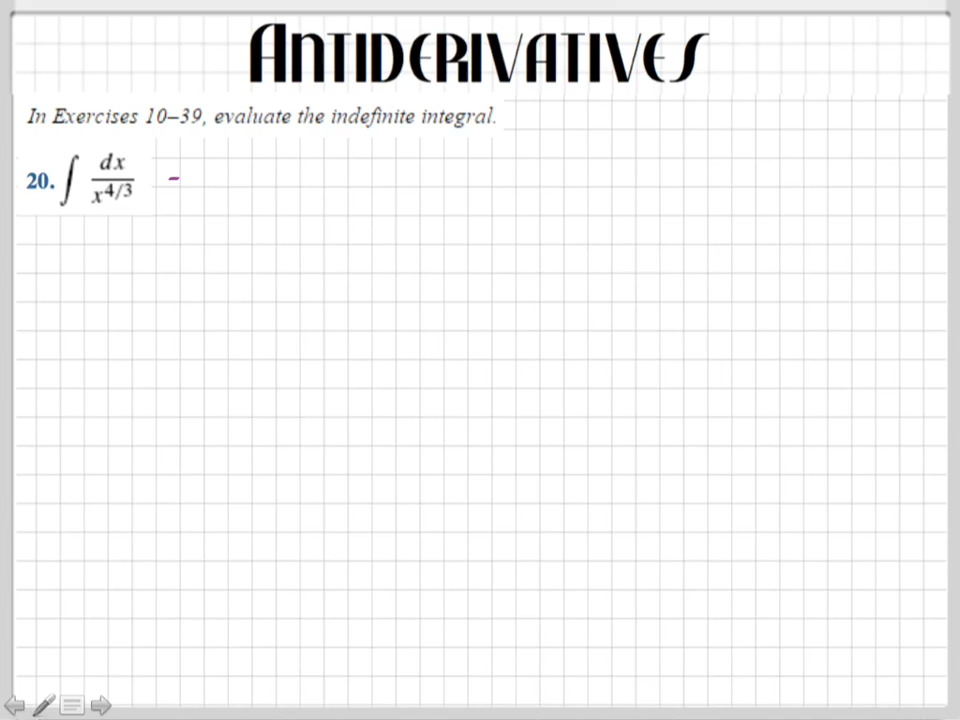 ANTIDERIVATIVES
In Exercises 10–39, evaluate the indefinite integral.
20. ∫ dx / x^4/3 -